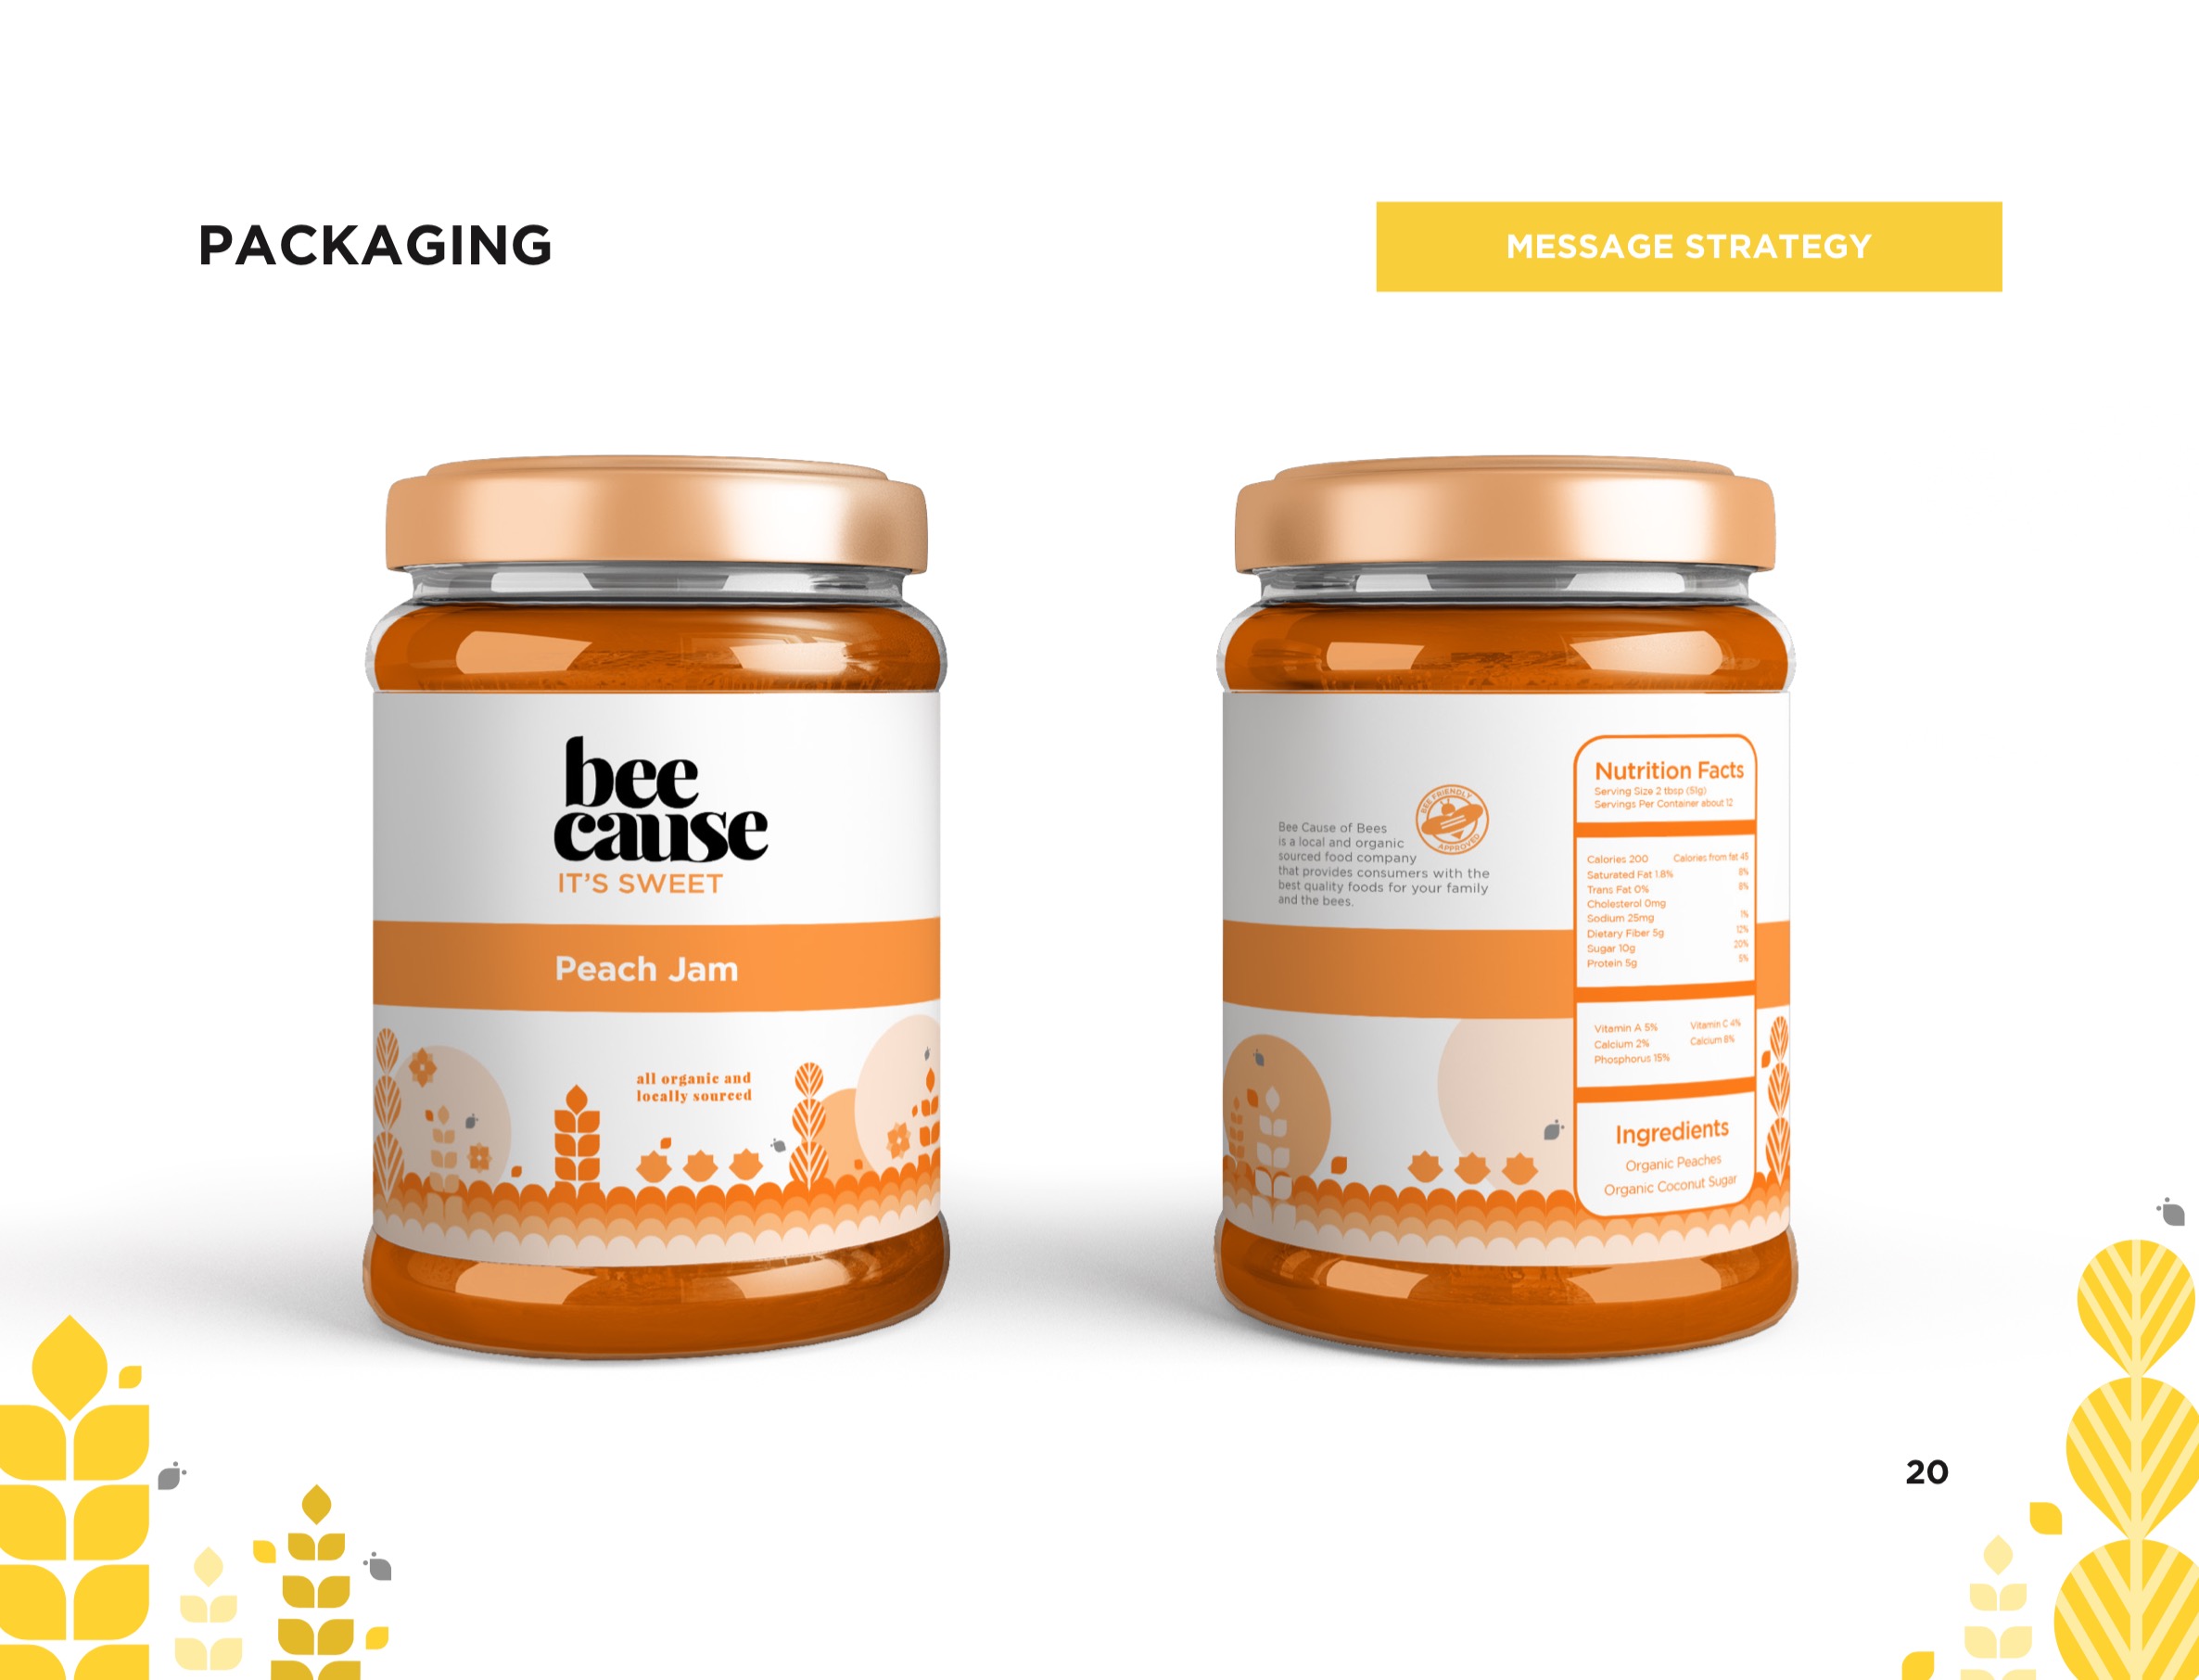 PACKAGING
MESSAGE STRATEGY
bee
cause
IT'S SWEET
Peach Jam
all organic and
locally sourced
BEE FRIENDLY
APPROVED
Bee Cause of Bees
is a local and organic
sourced food company
that provides consumers with the
best quality foods for your family
and the bees.
Nutrition Facts
Serving Size 2 tbsp (51g)
Servings Per Container about 12
Calories 200 Calories from fat 45
Saturated Fat 1.8% 8%
Trans Fat 0% 8%
Cholesterol 0mg
Sodium 25mg 1%
Dietary Fiber 5g 12%
Sugar 10g 20%
Protein 5g 5%
Vitamin A 5% Vitamin C 4%
Calcium 2% Calcium 8%
Phosphorus 15%
Ingredients
Organic Peaches
Organic Coconut Sugar
20